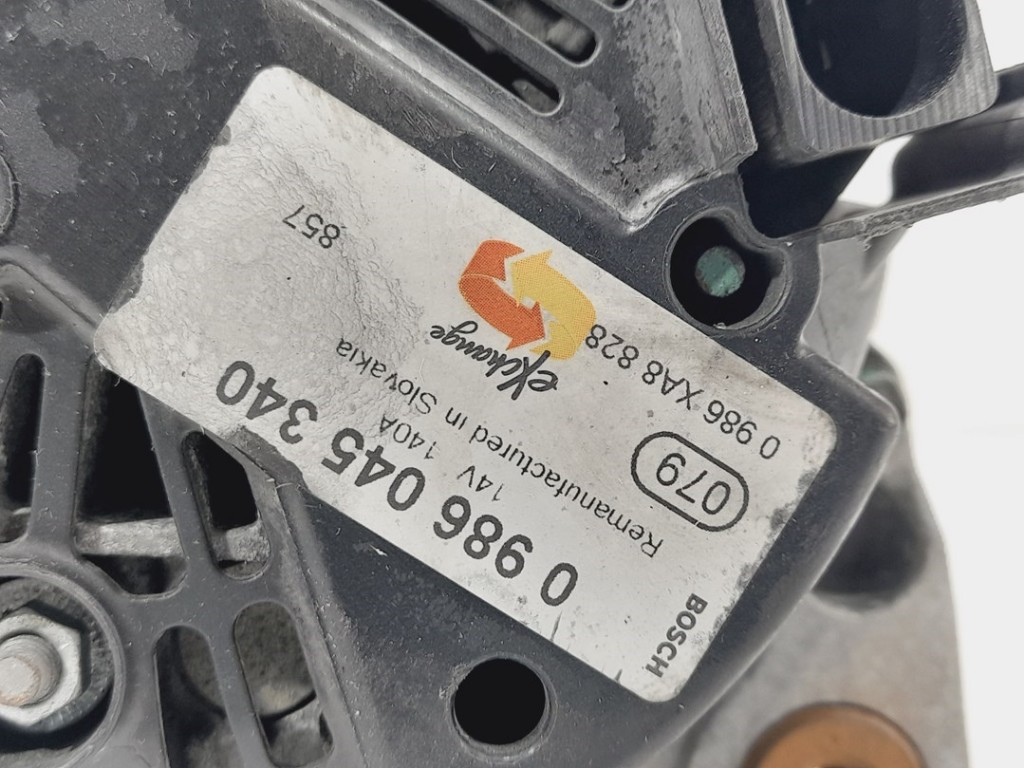 BOSCH
0 986 045 340
14V 140A
Remanufactured in Slovakia
079
eXchange
0 986 XA8 828
857